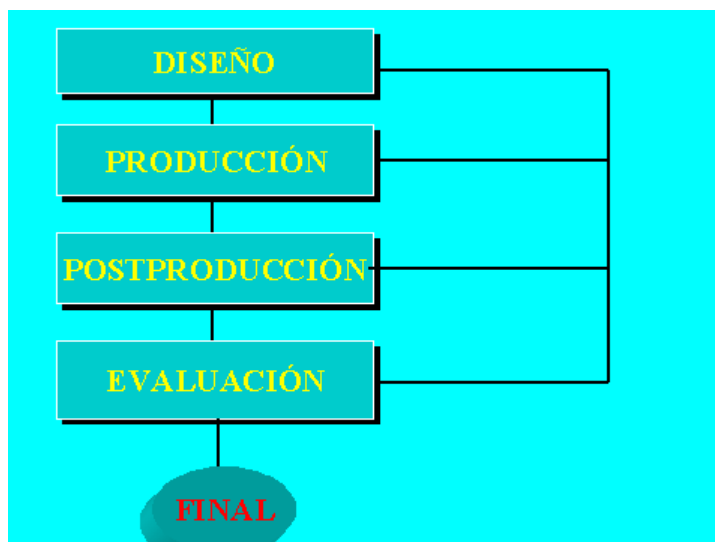 DISEÑO
PRODUCCIÓN
POSTPRODUCCIÓN
EVALUACIÓN
FINAL